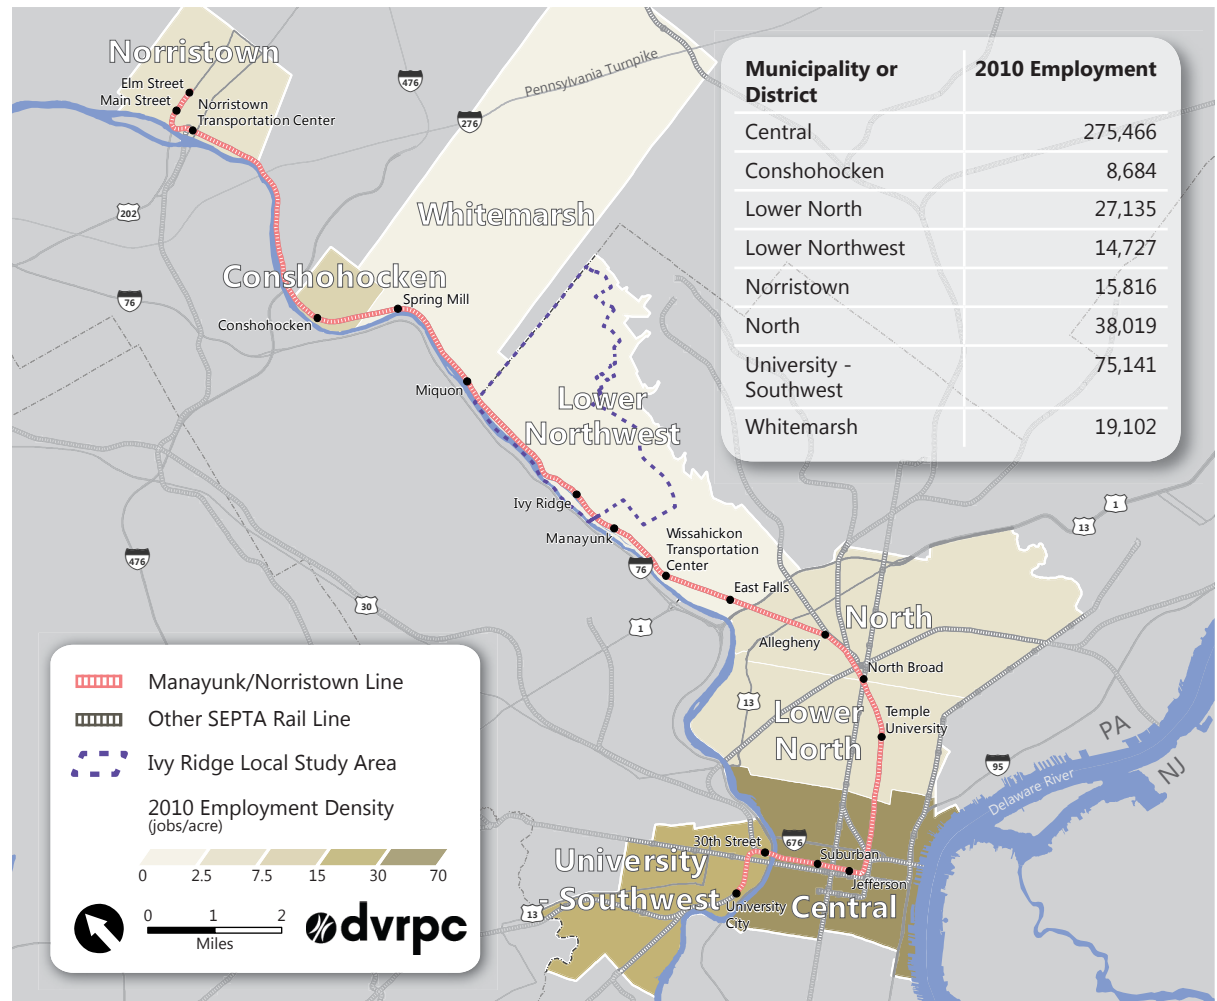 Norristown
Elm Street
Main Street
Norristown
Transportation Center
476
Pennsylvania Turnpike
276
202
Whitemarsh
Conshohocken
76
Spring Mill
Conshohocken
Miquon
Lower
Northwest
Ivy Ridge
Manayunk
Wissahickon
Transportation
Center
76
East Falls
476
30
1
1
13
North
Allegheny
North Broad
13
Lower
North
Temple
University
PA
NJ
95
Delaware River
30th Street
676
Suburban
Jefferson
University
- Southwest
Central
University
City
13
Municipality or
District
2010 Employment
Central 275,466
Conshohocken 8,684
Lower North 27,135
Lower Northwest 14,727
Norristown 15,816
North 38,019
University -
Southwest
75,141
Whitemarsh 19,102
Manayunk/Norristown Line
Other SEPTA Rail Line
Ivy Ridge Local Study Area
2010 Employment Density
(jobs/acre)
0 2.5 7.5 15 30 70
0 1 2
Miles
dvrpc